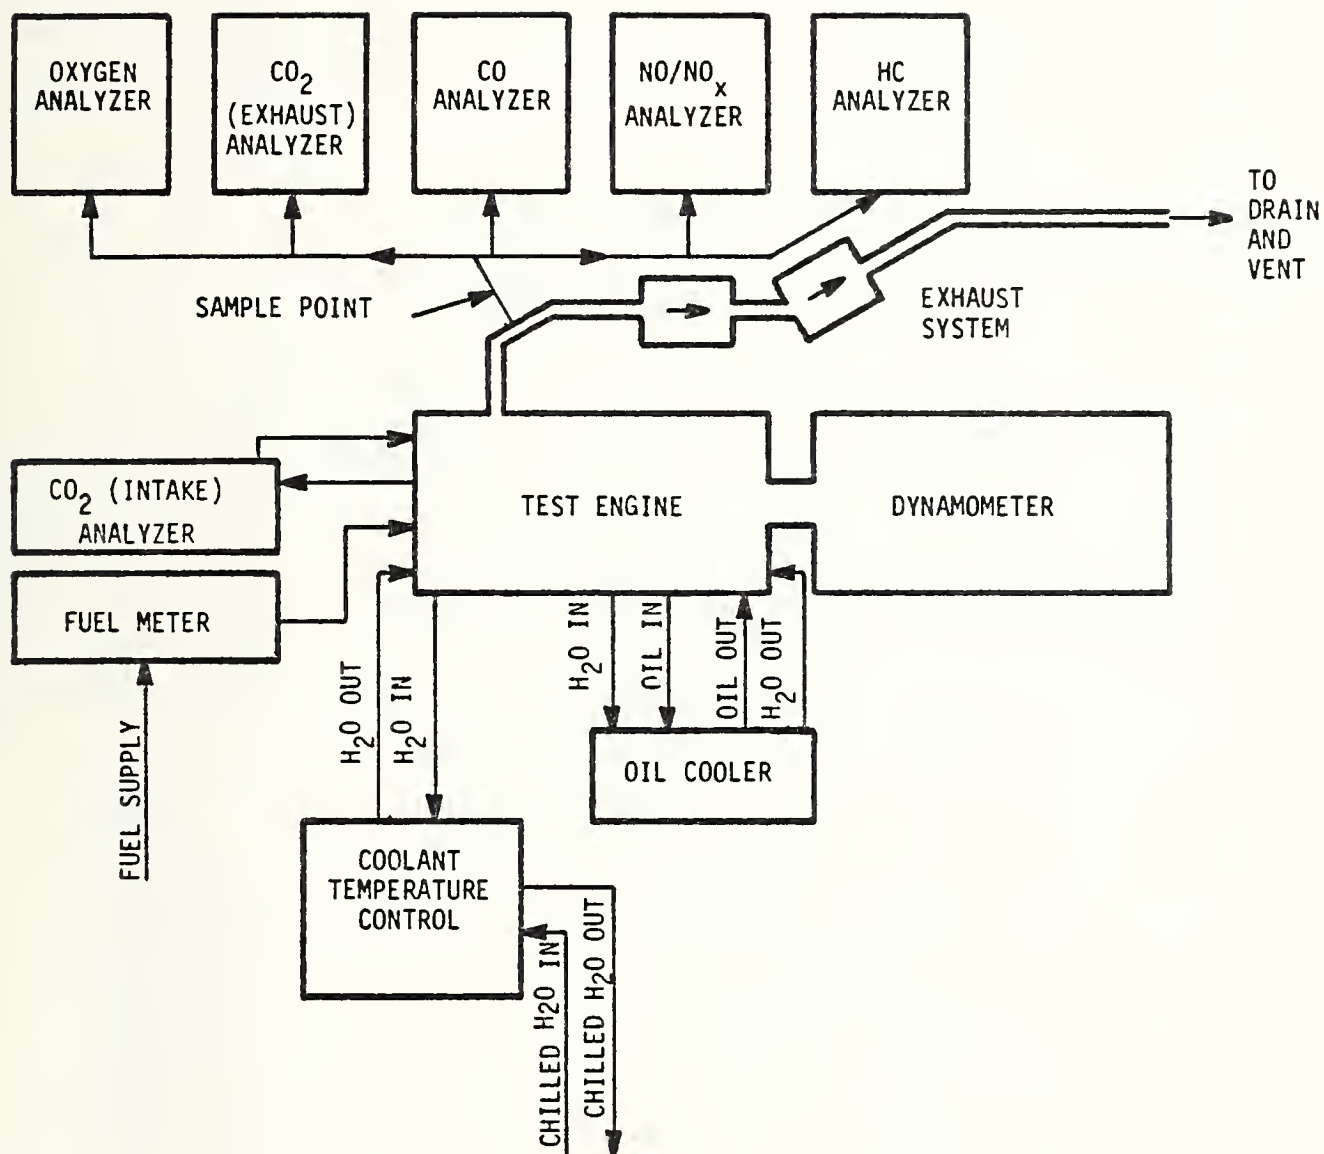 OXYGEN
ANALYZER
CO2
(EXHAUST)
ANALYZER
CO
ANALYZER
NO/NOx
ANALYZER
HC
ANALYZER
TO
DRAIN
AND
VENT
SAMPLE POINT
EXHAUST
SYSTEM
CO2 (INTAKE)
ANALYZER
TEST ENGINE
DYNAMOMETER
FUEL METER
FUEL SUPPLY
H2O OUT
H2O IN
H2O IN
OIL IN
OIL OUT
H2O OUT
OIL COOLER
COOLANT
TEMPERATURE
CONTROL
CHILLED H2O IN
CHILLED H2O OUT